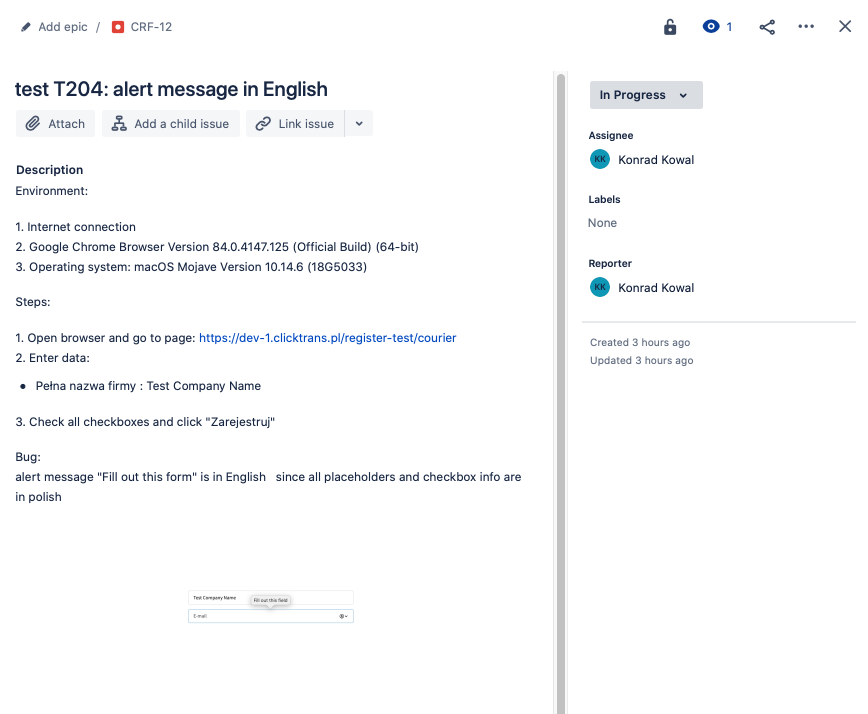 Add epic / CRF-12
1
test T204: alert message in English
Attach
Add a child issue
Link issue
Description
Environment:
1. Internet connection
2. Google Chrome Browser Version 84.0.4147.125 (Official Build) (64-bit)
3. Operating system: macOS Mojave Version 10.14.6 (18G5033)
Steps:
1. Open browser and go to page: https://dev-1.clicktrans.pl/register-test/courier
2. Enter data:
• Pełna nazwa firmy : Test Company Name
3. Check all checkboxes and click "Zarejestruj"
Bug:
alert message "Fill out this form" is in English since all placeholders and checkbox info are
in polish
Test Company Name
Fill out this field
E-mail
In Progress
Assignee
KK Konrad Kowal
Labels
None
Reporter
KK Konrad Kowal
Created 3 hours ago
Updated 3 hours ago